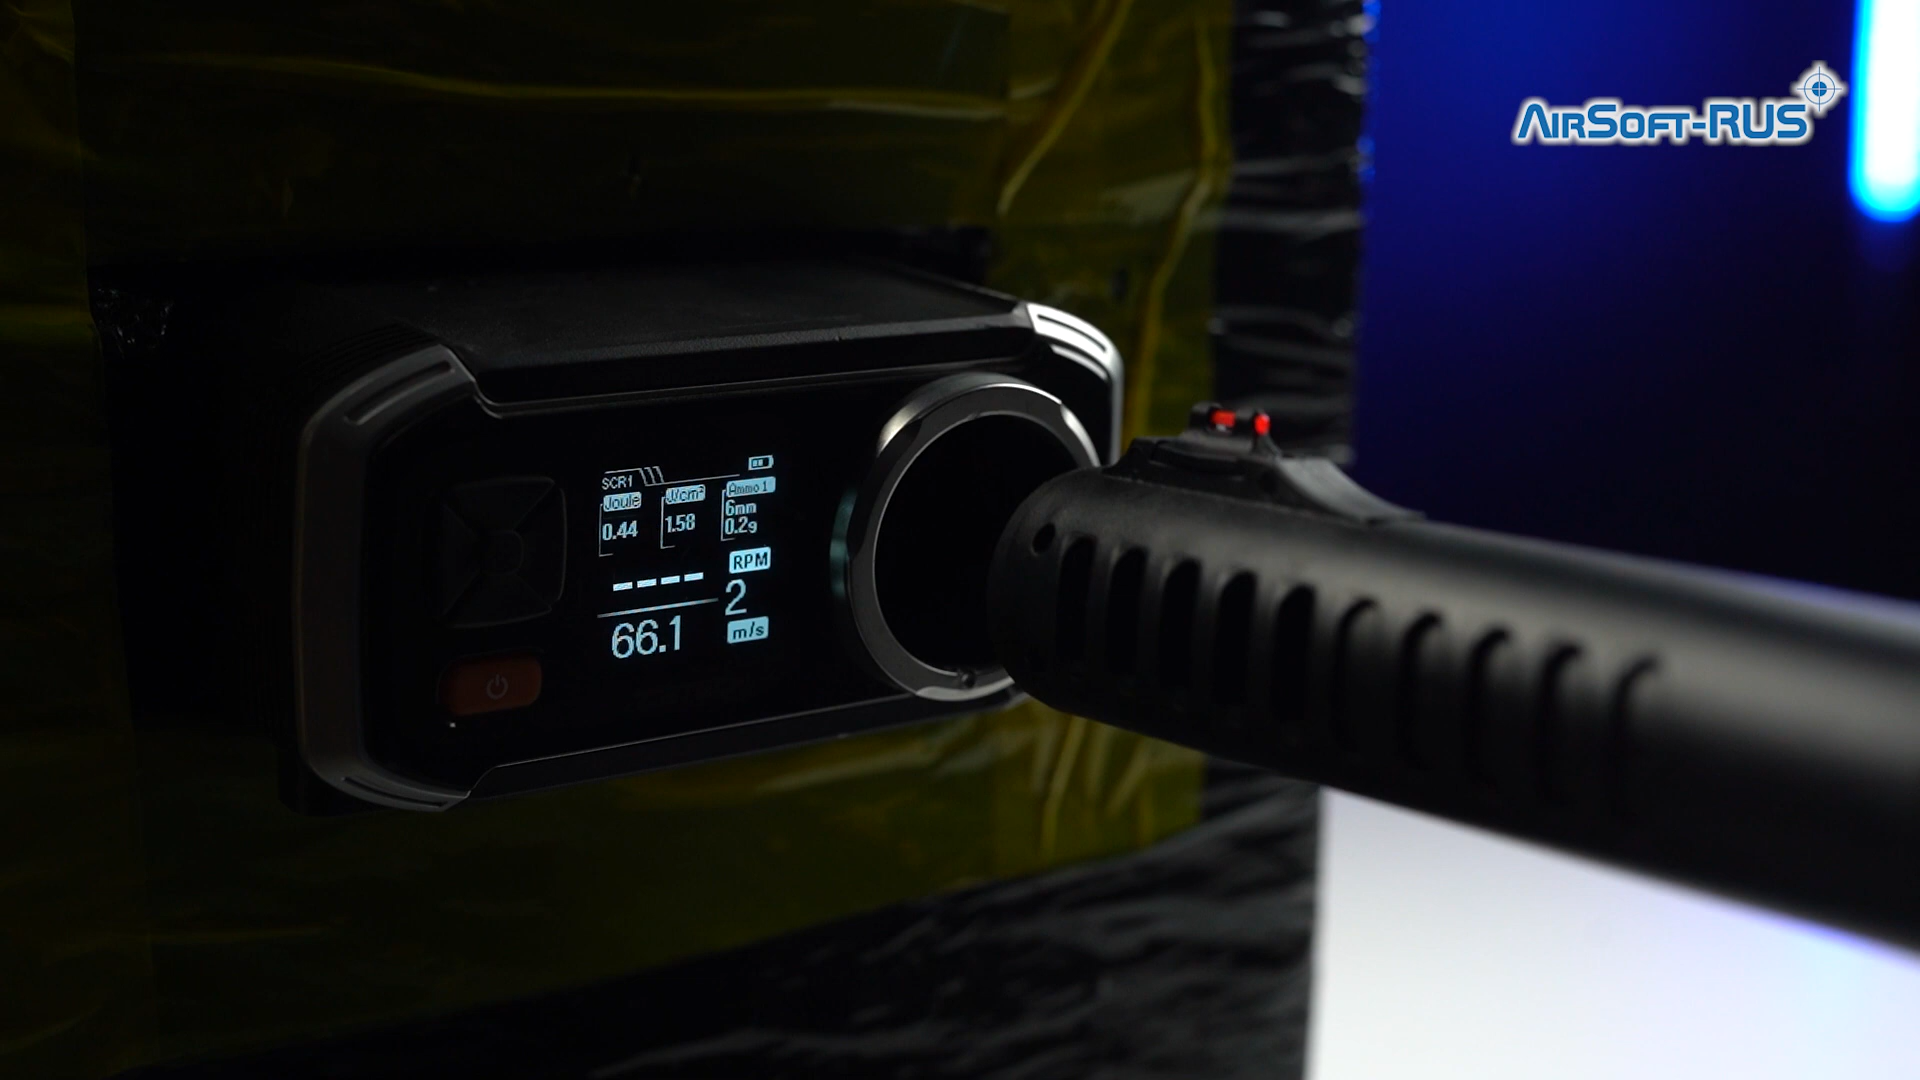 AIRSOFT-RUS
SCR1
Joule
J/cm²
Ammo 1
0.44
1.58
6mm
0.2g
RPM
----
2
66.1
m/s